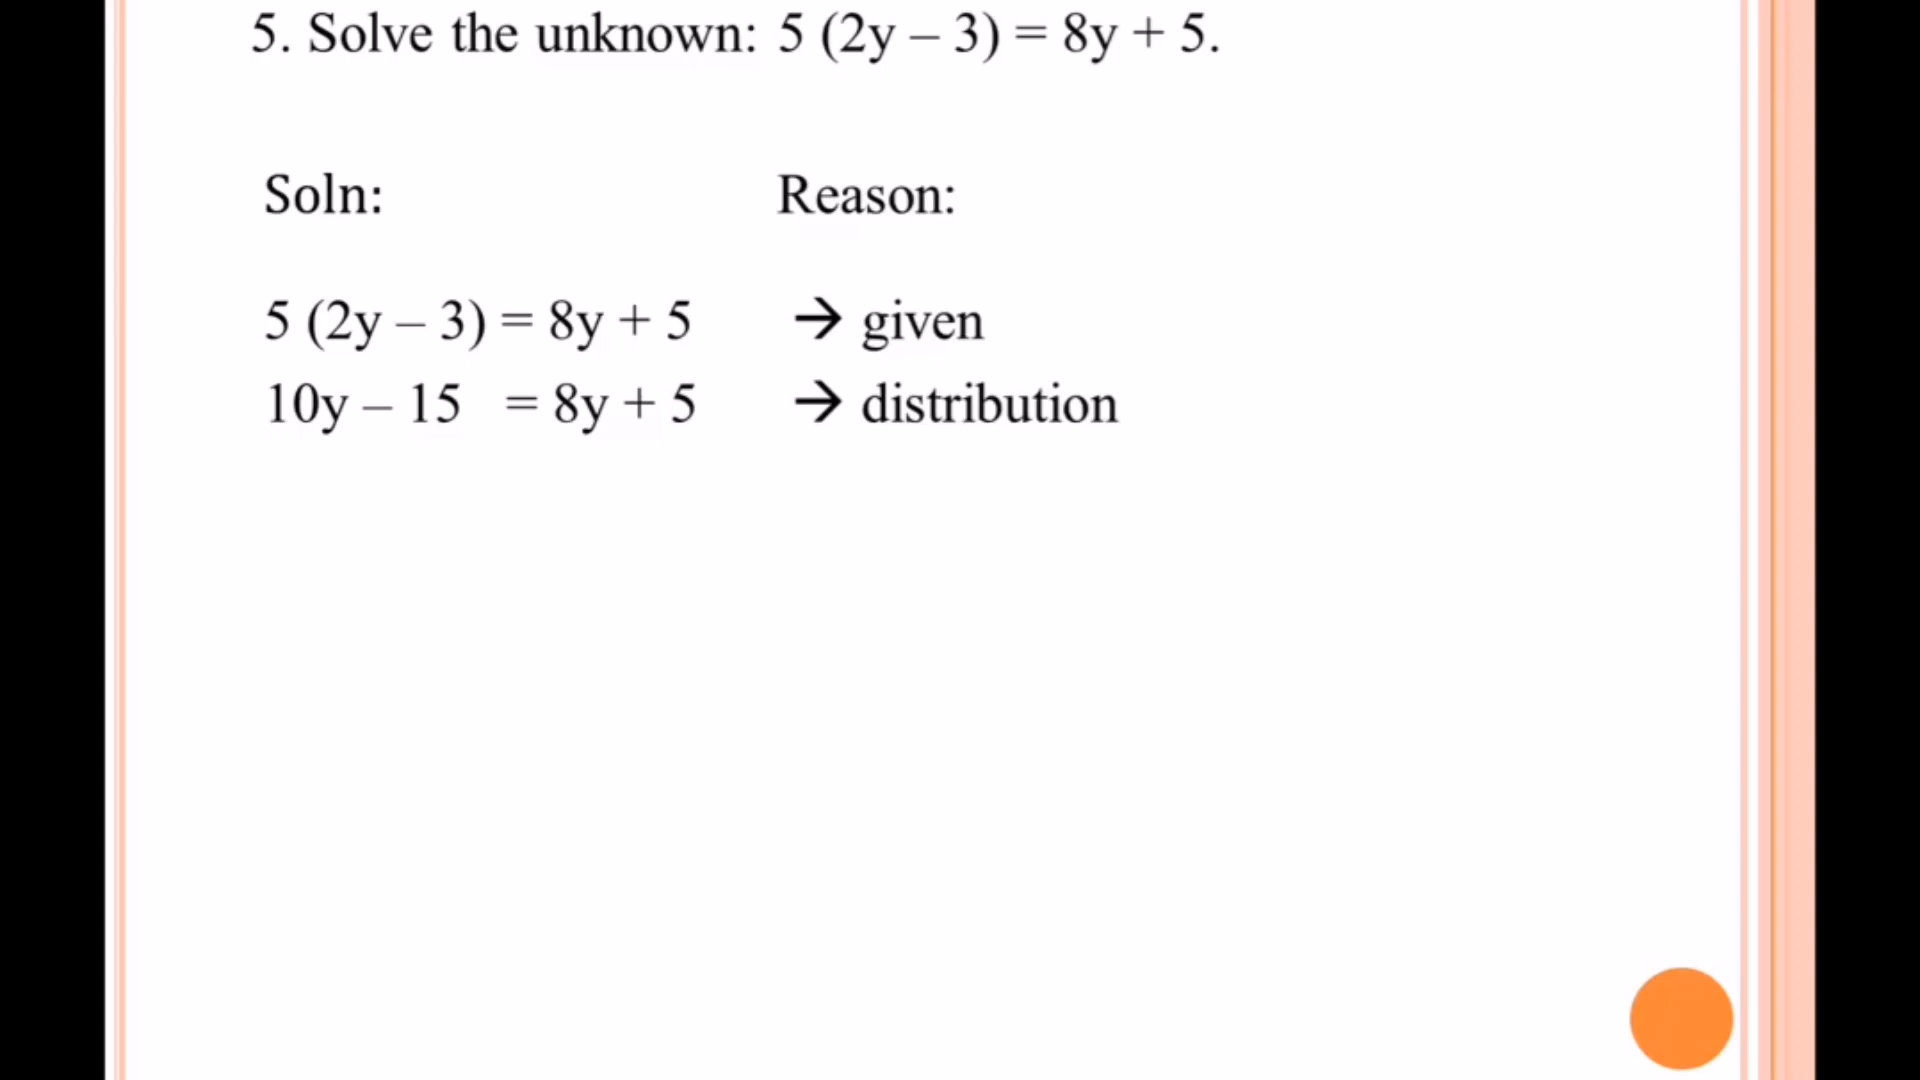 5. Solve the unknown: 5 (2y – 3) = 8y + 5.
Soln: Reason:
5 (2y – 3) = 8y + 5 → given
10y – 15 = 8y + 5 → distribution